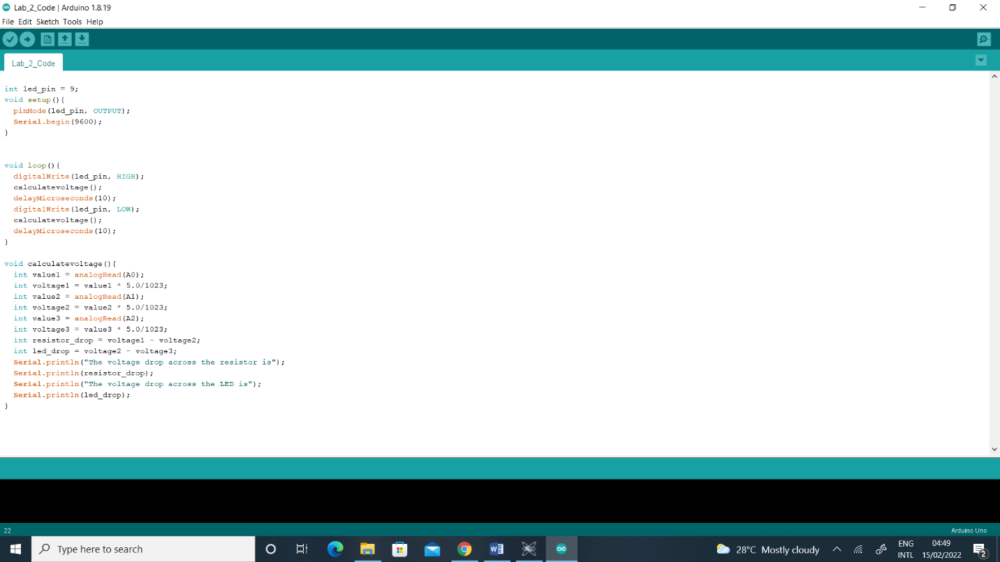 Lab_2_Code | Arduino 1.8.19
File Edit Sketch Tools Help
Lab_2_Code
int led_pin = 9;
void setup(){
  pinMode(led_pin, OUTPUT);
  Serial.begin(9600);
}
void loop(){
  digitalWrite(led_pin, HIGH);
  calculatevoltage();
  delayMicroseconds(10);
  digitalWrite(led_pin, LOW);
  calculatevoltage();
  delayMicroseconds(10);
}
void calculatevoltage(){
  int value1 = analogRead(A0);
  int voltage1 = value1 * 5.0/1023;
  int value2 = analogRead(A1);
  int voltage2 = value2 * 5.0/1023;
  int value3 = analogRead(A2);
  int voltage3 = value3 * 5.0/1023;
  int resistor_drop = voltage1 - voltage2;
  int led_drop = voltage2 - voltage3;
  Serial.println("The voltage drop across the resistor is");
  Serial.println(resistor_drop);
  Serial.println("The voltage drop across the LED is");
  Serial.println(led_drop);
}
22
Arduino Uno
Type here to search
W
28°C Mostly cloudy
ENG
INTL
04:49
15/02/2022
2